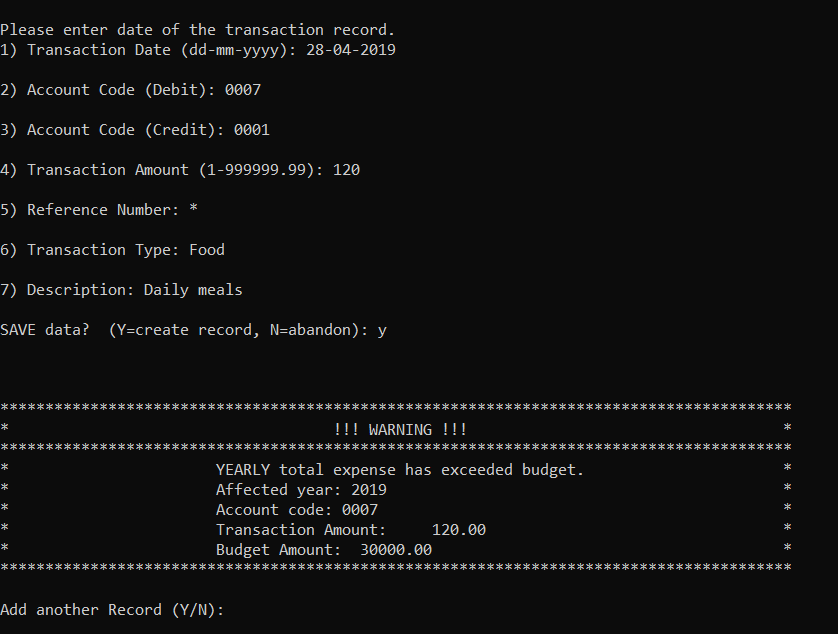 Please enter date of the transaction record.
1) Transaction Date (dd-mm-yyyy): 28-04-2019
2) Account Code (Debit): 0007
3) Account Code (Credit): 0001
4) Transaction Amount (1-999999.99): 120
5) Reference Number: *
6) Transaction Type: Food
7) Description: Daily meals
SAVE data?  (Y=create record, N=abandon): y
****************************************************************************************
*                                    !!! WARNING !!!                                   *
****************************************************************************************
*                       YEARLY total expense has exceeded budget.                      *
*                       Affected year: 2019                                            *
*                       Account code: 0007                                             *
*                       Transaction Amount:     120.00                                 *
*                       Budget Amount:  30000.00                                       *
****************************************************************************************
Add another Record (Y/N):